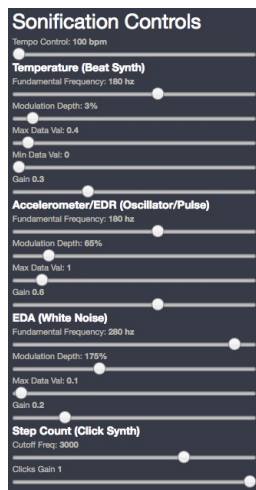 Sonification Controls
Tempo Control: 100 bpm
Temperature (Beat Synth)
Fundamental Frequency: 180 hz
Modulation Depth: 3%
Max Data Val: 0.4
Min Data Val: 0
Gain 0.3
Accelerometer/EDR (Oscillator/Pulse)
Fundamental Frequency: 180 hz
Modulation Depth: 65%
Max Data Val: 1
Gain 0.6
EDA (White Noise)
Fundamental Frequency: 280 hz
Modulation Depth: 175%
Max Data Val: 0.1
Gain 0.2
Step Count (Click Synth)
Cutoff Freq: 3000
Clicks Gain 1